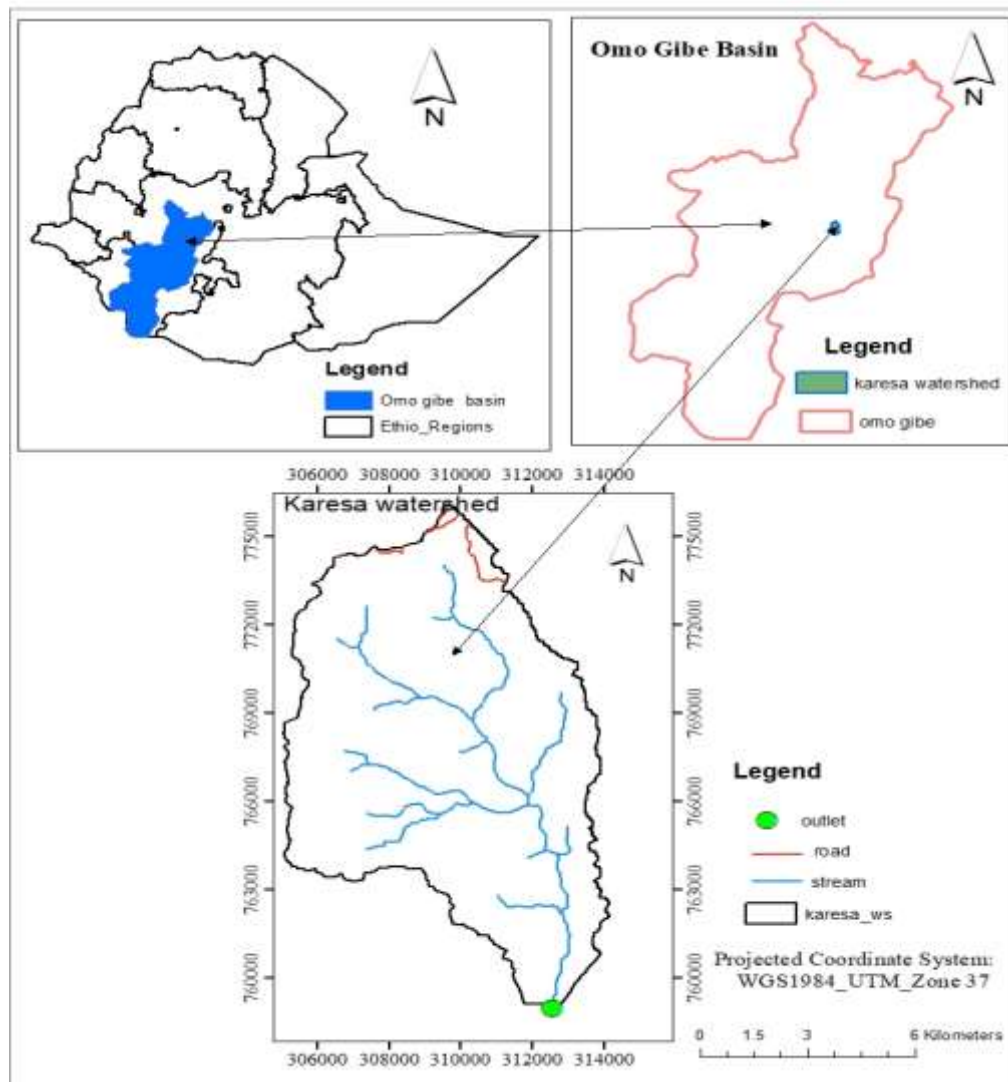 N
Legend
Omo gibe basin
Ethio_Regions
Omo Gibe Basin
N
Legend
karesa watershed
omo gibe
306000 308000 310000 312000 314000
Karesa watershed
N
775000
772000
769000
766000
763000
760000
775000
772000
769000
766000
763000
760000
306000 308000 310000 312000 314000
Legend
outlet
road
stream
karesa_ws
Projected Coordinate System:
WGS1984_UTM_Zone 37
0 1.5 3 6 Kilometers